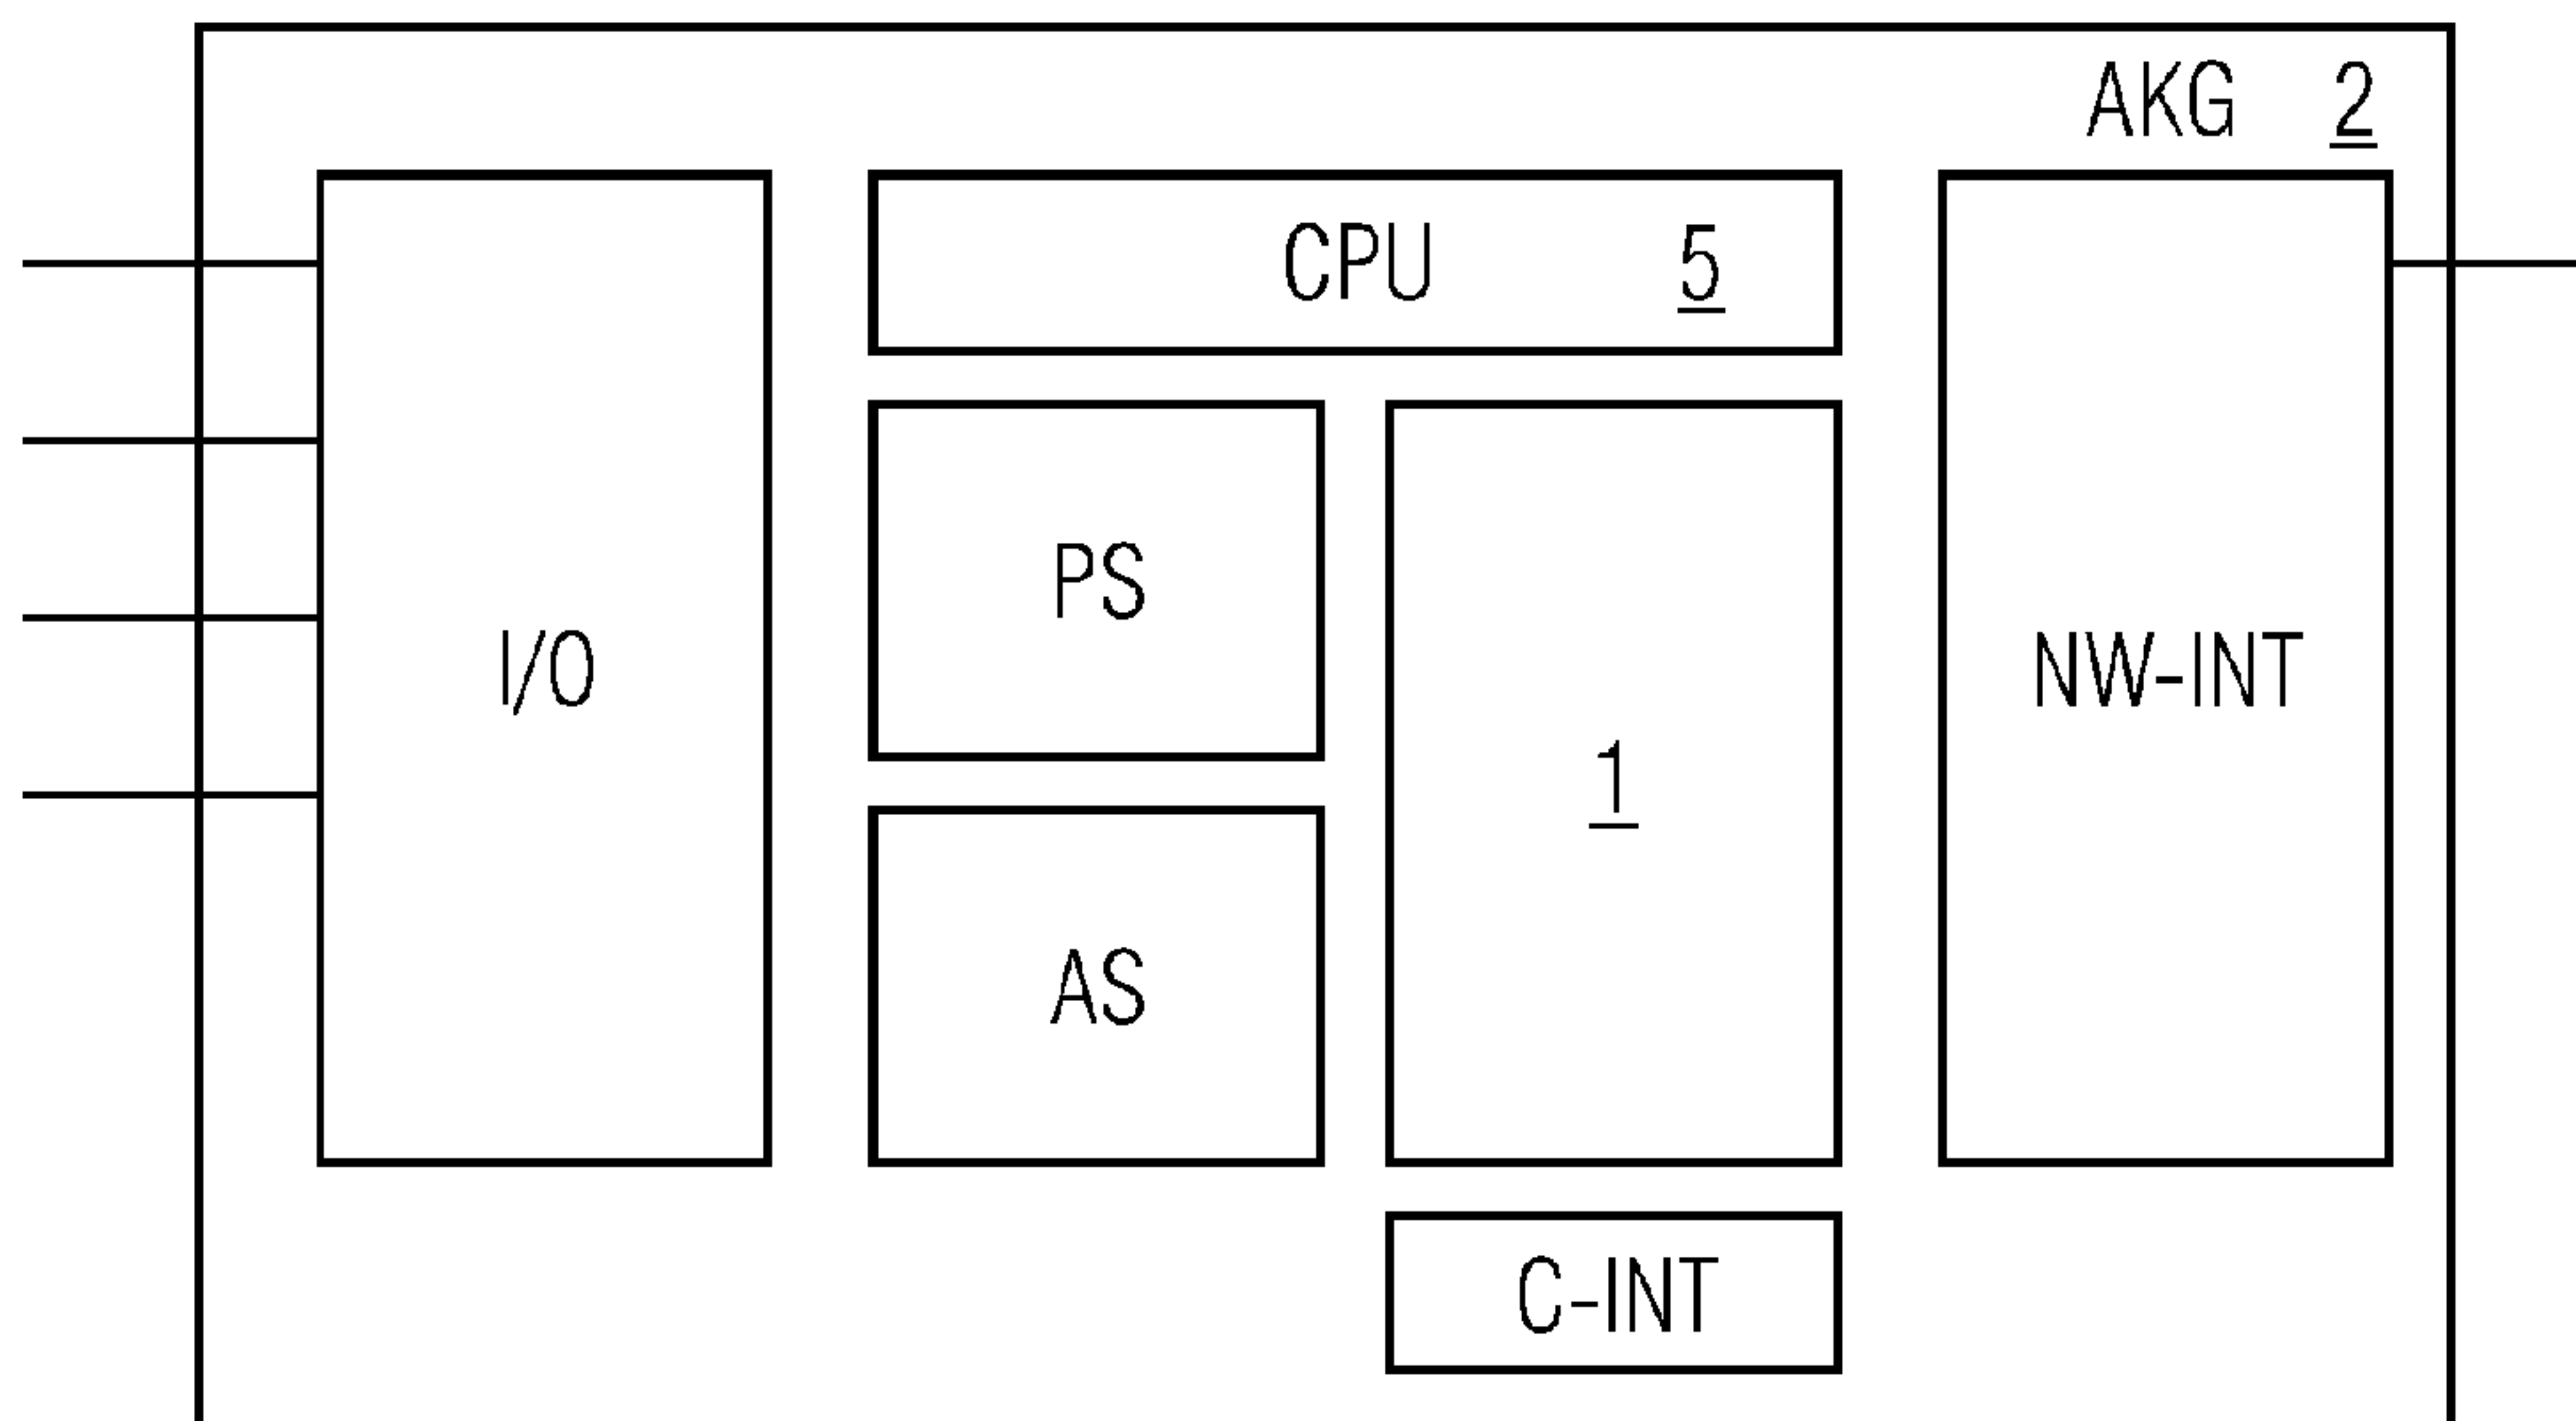 AKG 2
CPU 5
PS
I/O
NW-INT
1
AS
C-INT